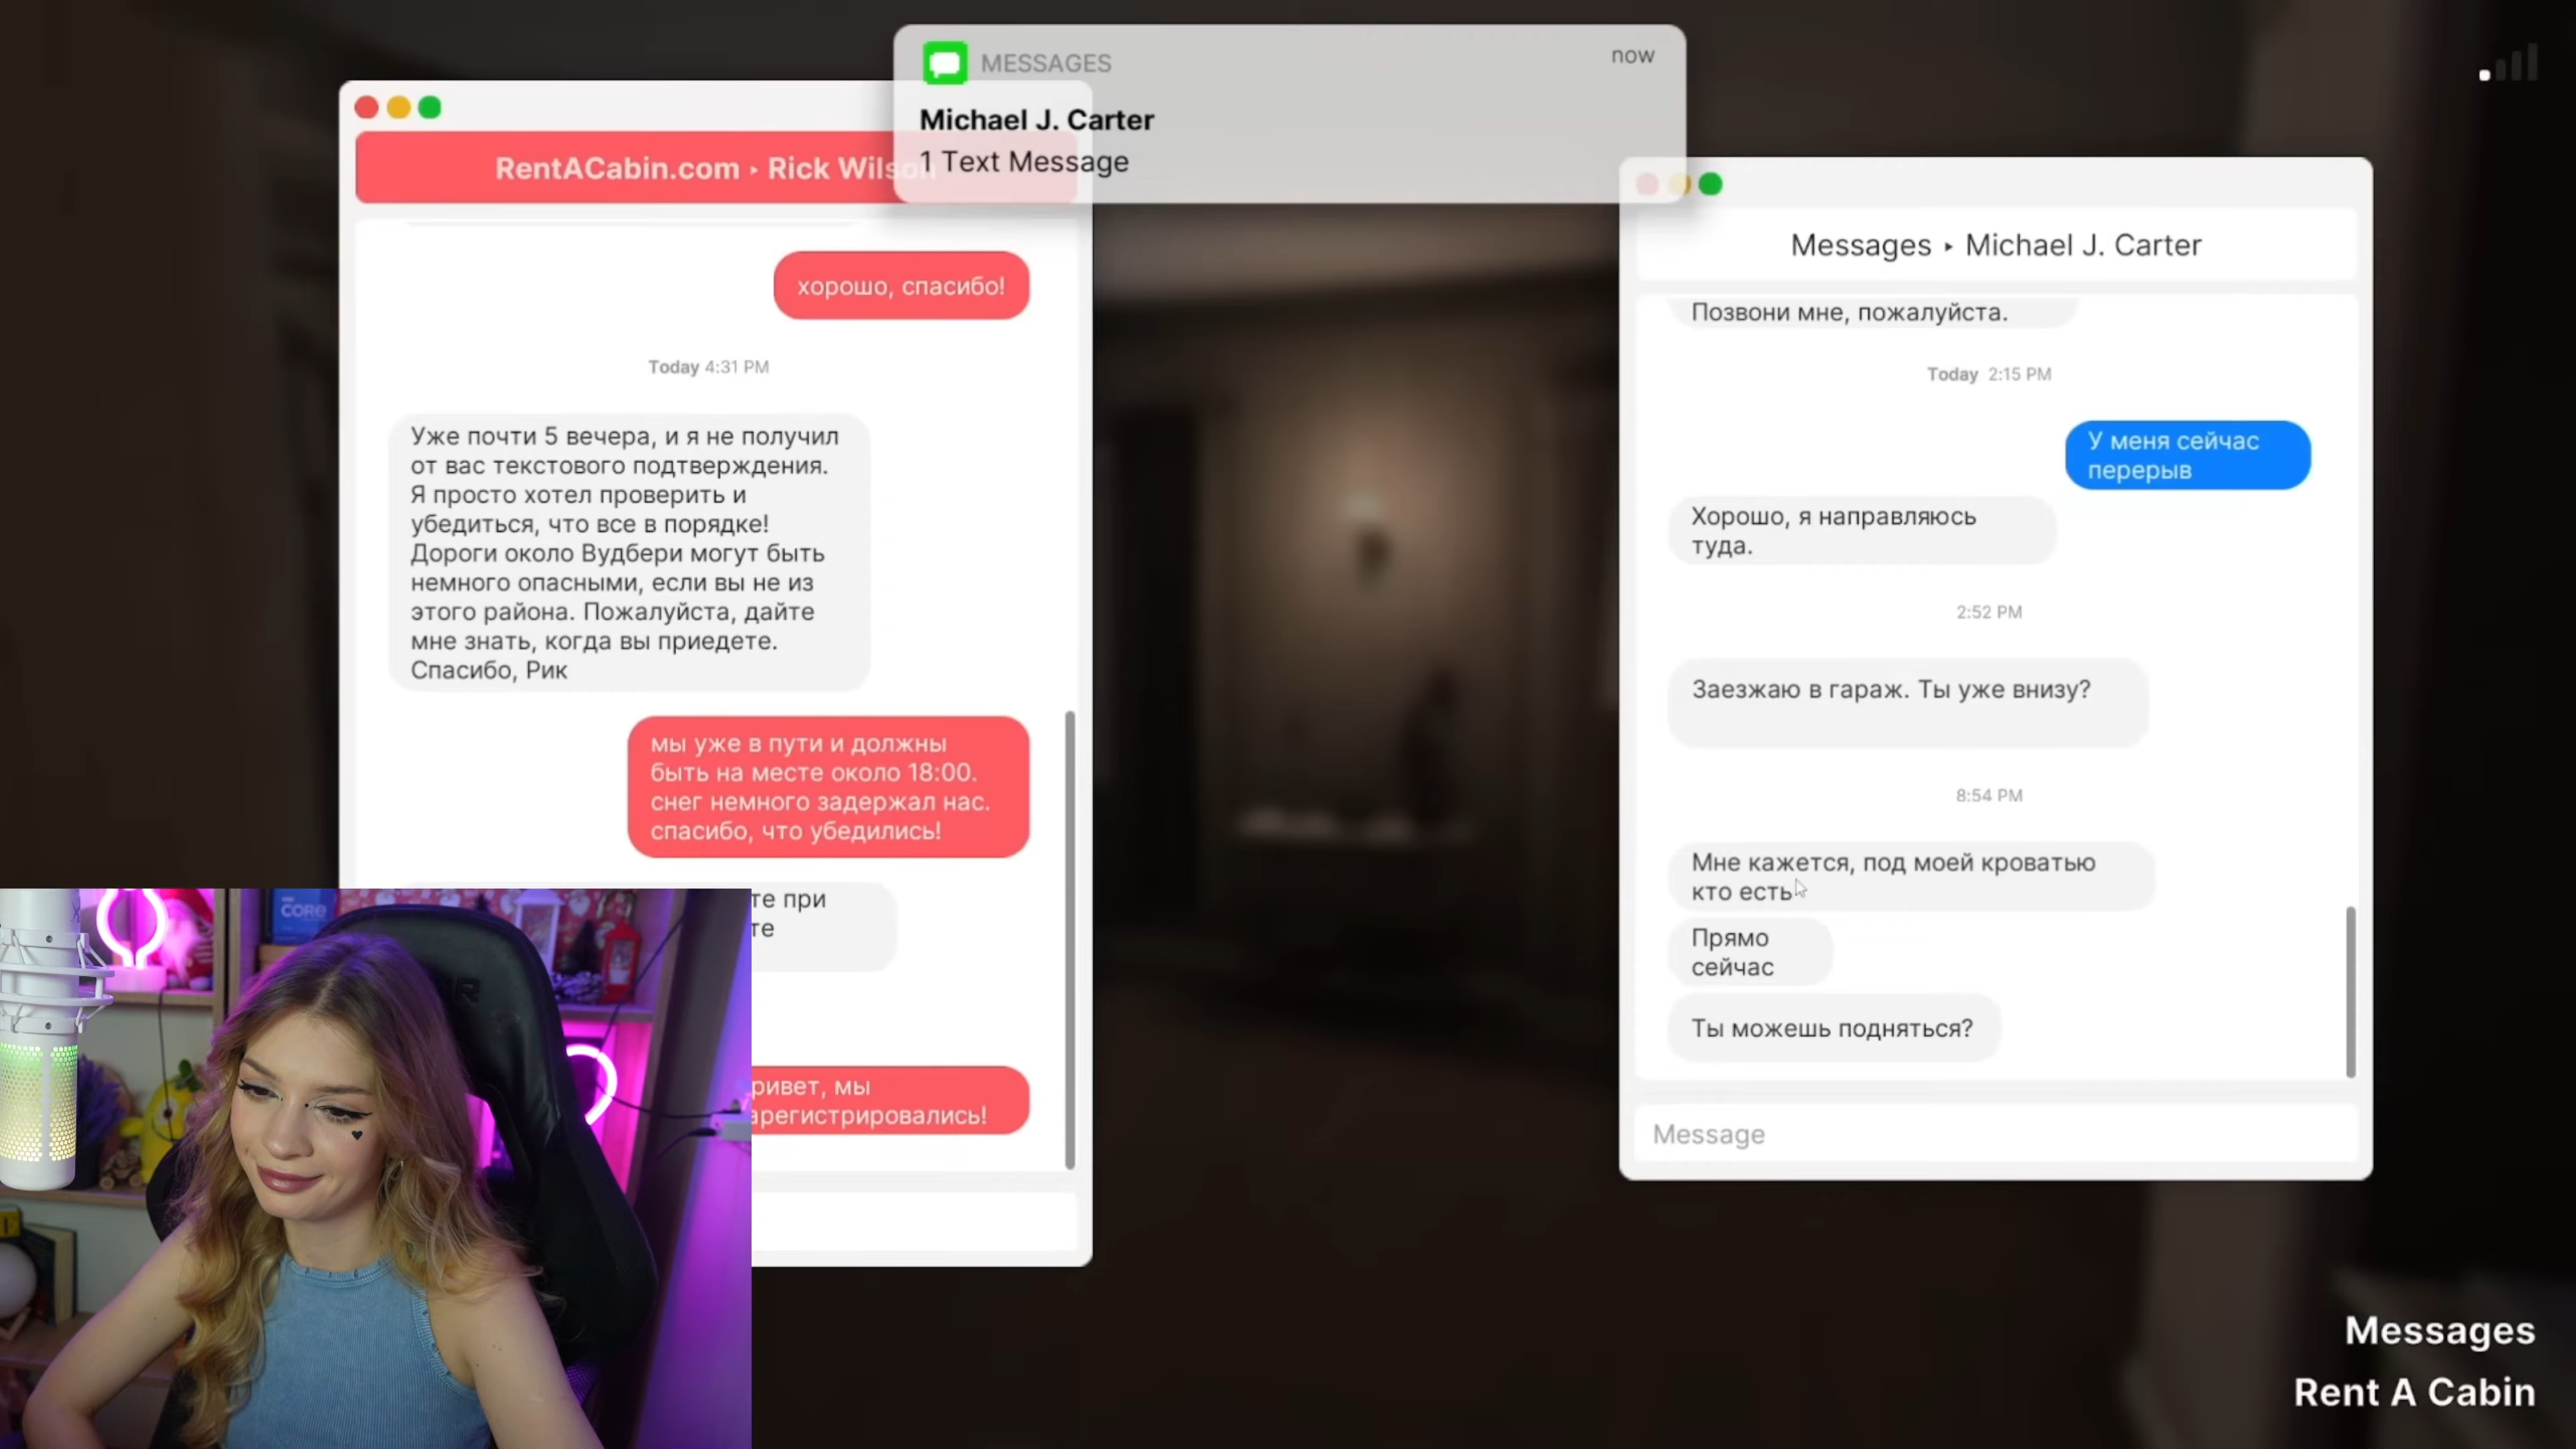 MESSAGES
now
Michael J. Carter
1 Text Message
RentACabin.com ▸ Rick Wilson
хорошо, спасибо!
Today 4:31 PM
Уже почти 5 вечера, и я не получил
от вас текстового подтверждения.
Я просто хотел проверить и
убедиться, что все в порядке!
Дороги около Вудбери могут быть
немного опасными, если вы не из
этого района. Пожалуйста, дайте
мне знать, когда вы приедете.
Спасибо, Рик
мы уже в пути и должны
быть на месте около 18:00.
снег немного задержал нас.
спасибо, что убедились!
те при
те
ривет, мы
арегистрировались!
CORE
Messages ▸ Michael J. Carter
Позвони мне, пожалуйста.
Today 2:15 PM
У меня сейчас
перерыв
Хорошо, я направляюсь
туда.
2:52 PM
Заезжаю в гараж. Ты уже внизу?
8:54 PM
Мне кажется, под моей кроватью
кто есть
Прямо
сейчас
Ты можешь подняться?
Message
Messages
Rent A Cabin